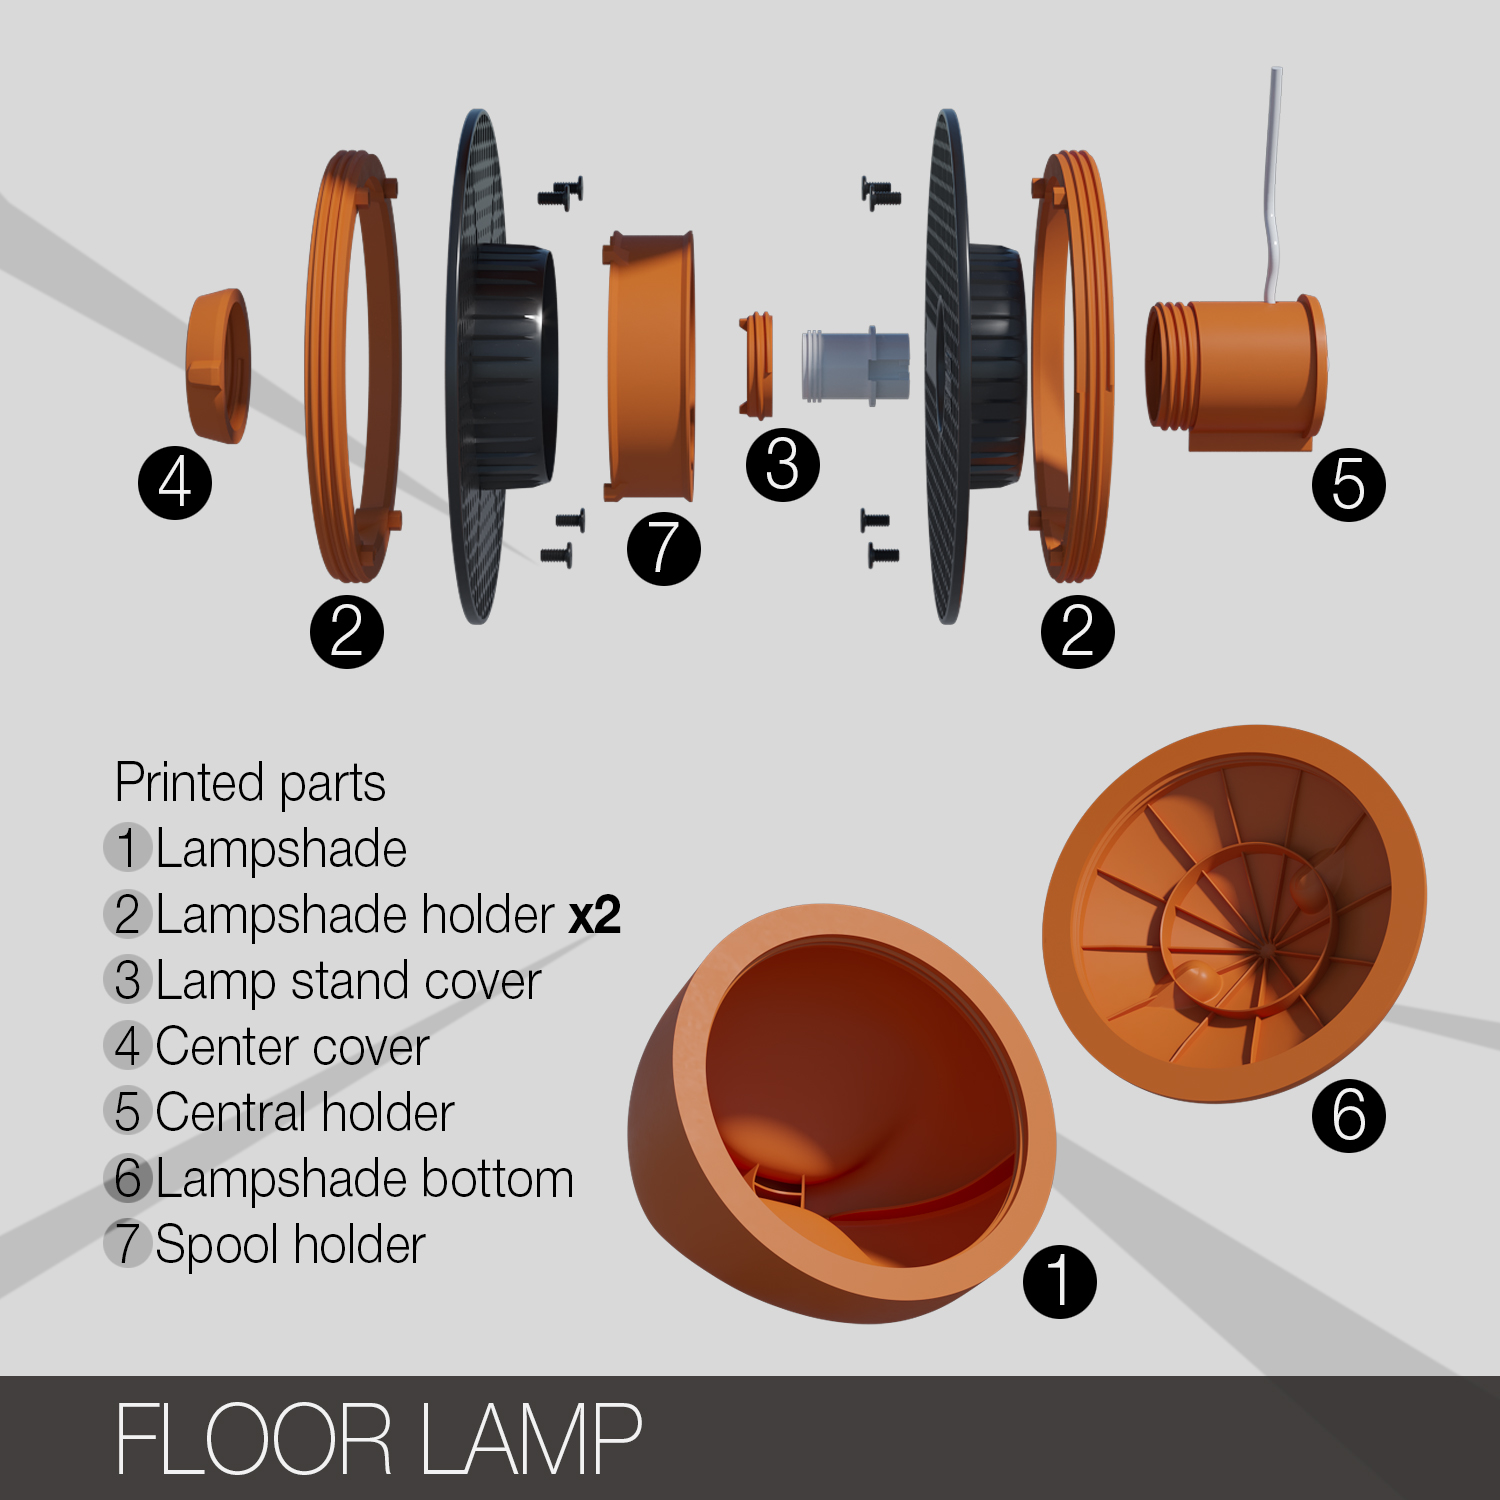 4
2
7
3
2
5
Printed parts
1 Lampshade
2 Lampshade holder x2
3 Lamp stand cover
4 Center cover
5 Central holder
6 Lampshade bottom
7 Spool holder
6
1
FLOOR LAMP